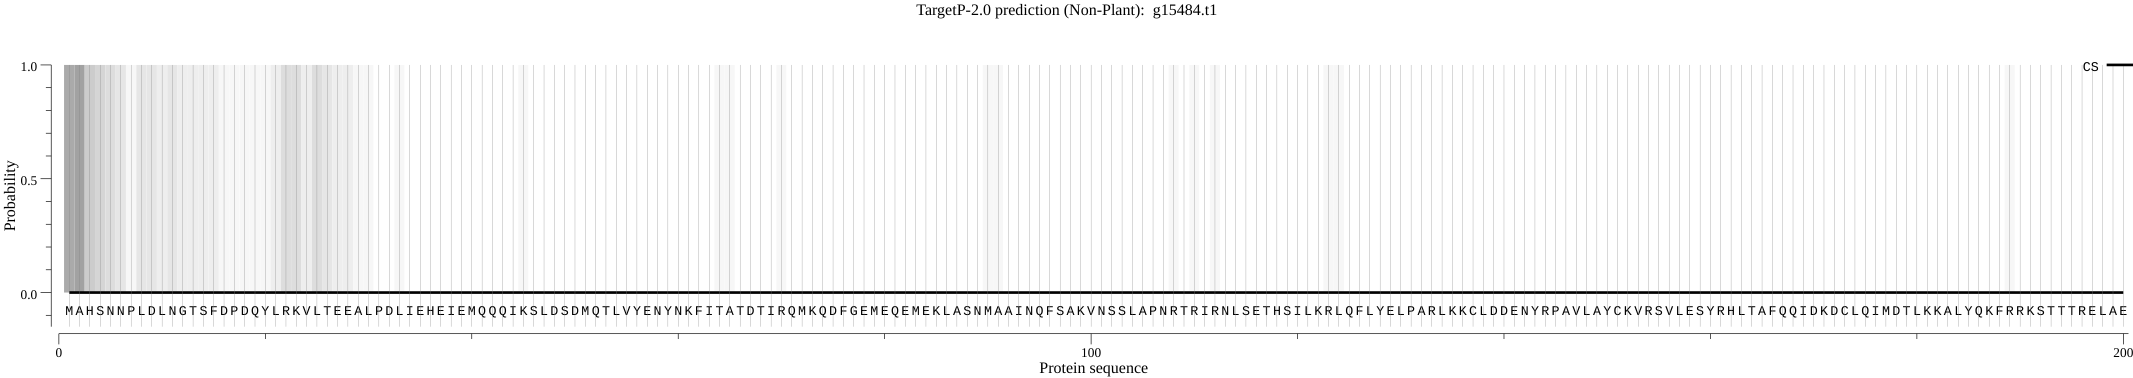 TargetP-2.0 prediction (Non-Plant): g15484.t1
1.0
CS
0.5
Probability
0.0
MAHSNNPLDLNGTSFDPDQYLRKVLTEEALPDLIEHEIEMQQQIKSLDSDMQTLVYENYNKFITATDTIRQMKQDFGEMEQEMEKLASNMAAINQFSAKVNSSLAPNRTRIRNLSETHSILKRLQFLYELPARLKKCLDDENYRPAVLAYCKVRSVLESYRHLTAFQQIDKDCLQIMDTLKKALYQKFRRKSTTTRELAE
0 100 200
Protein sequence